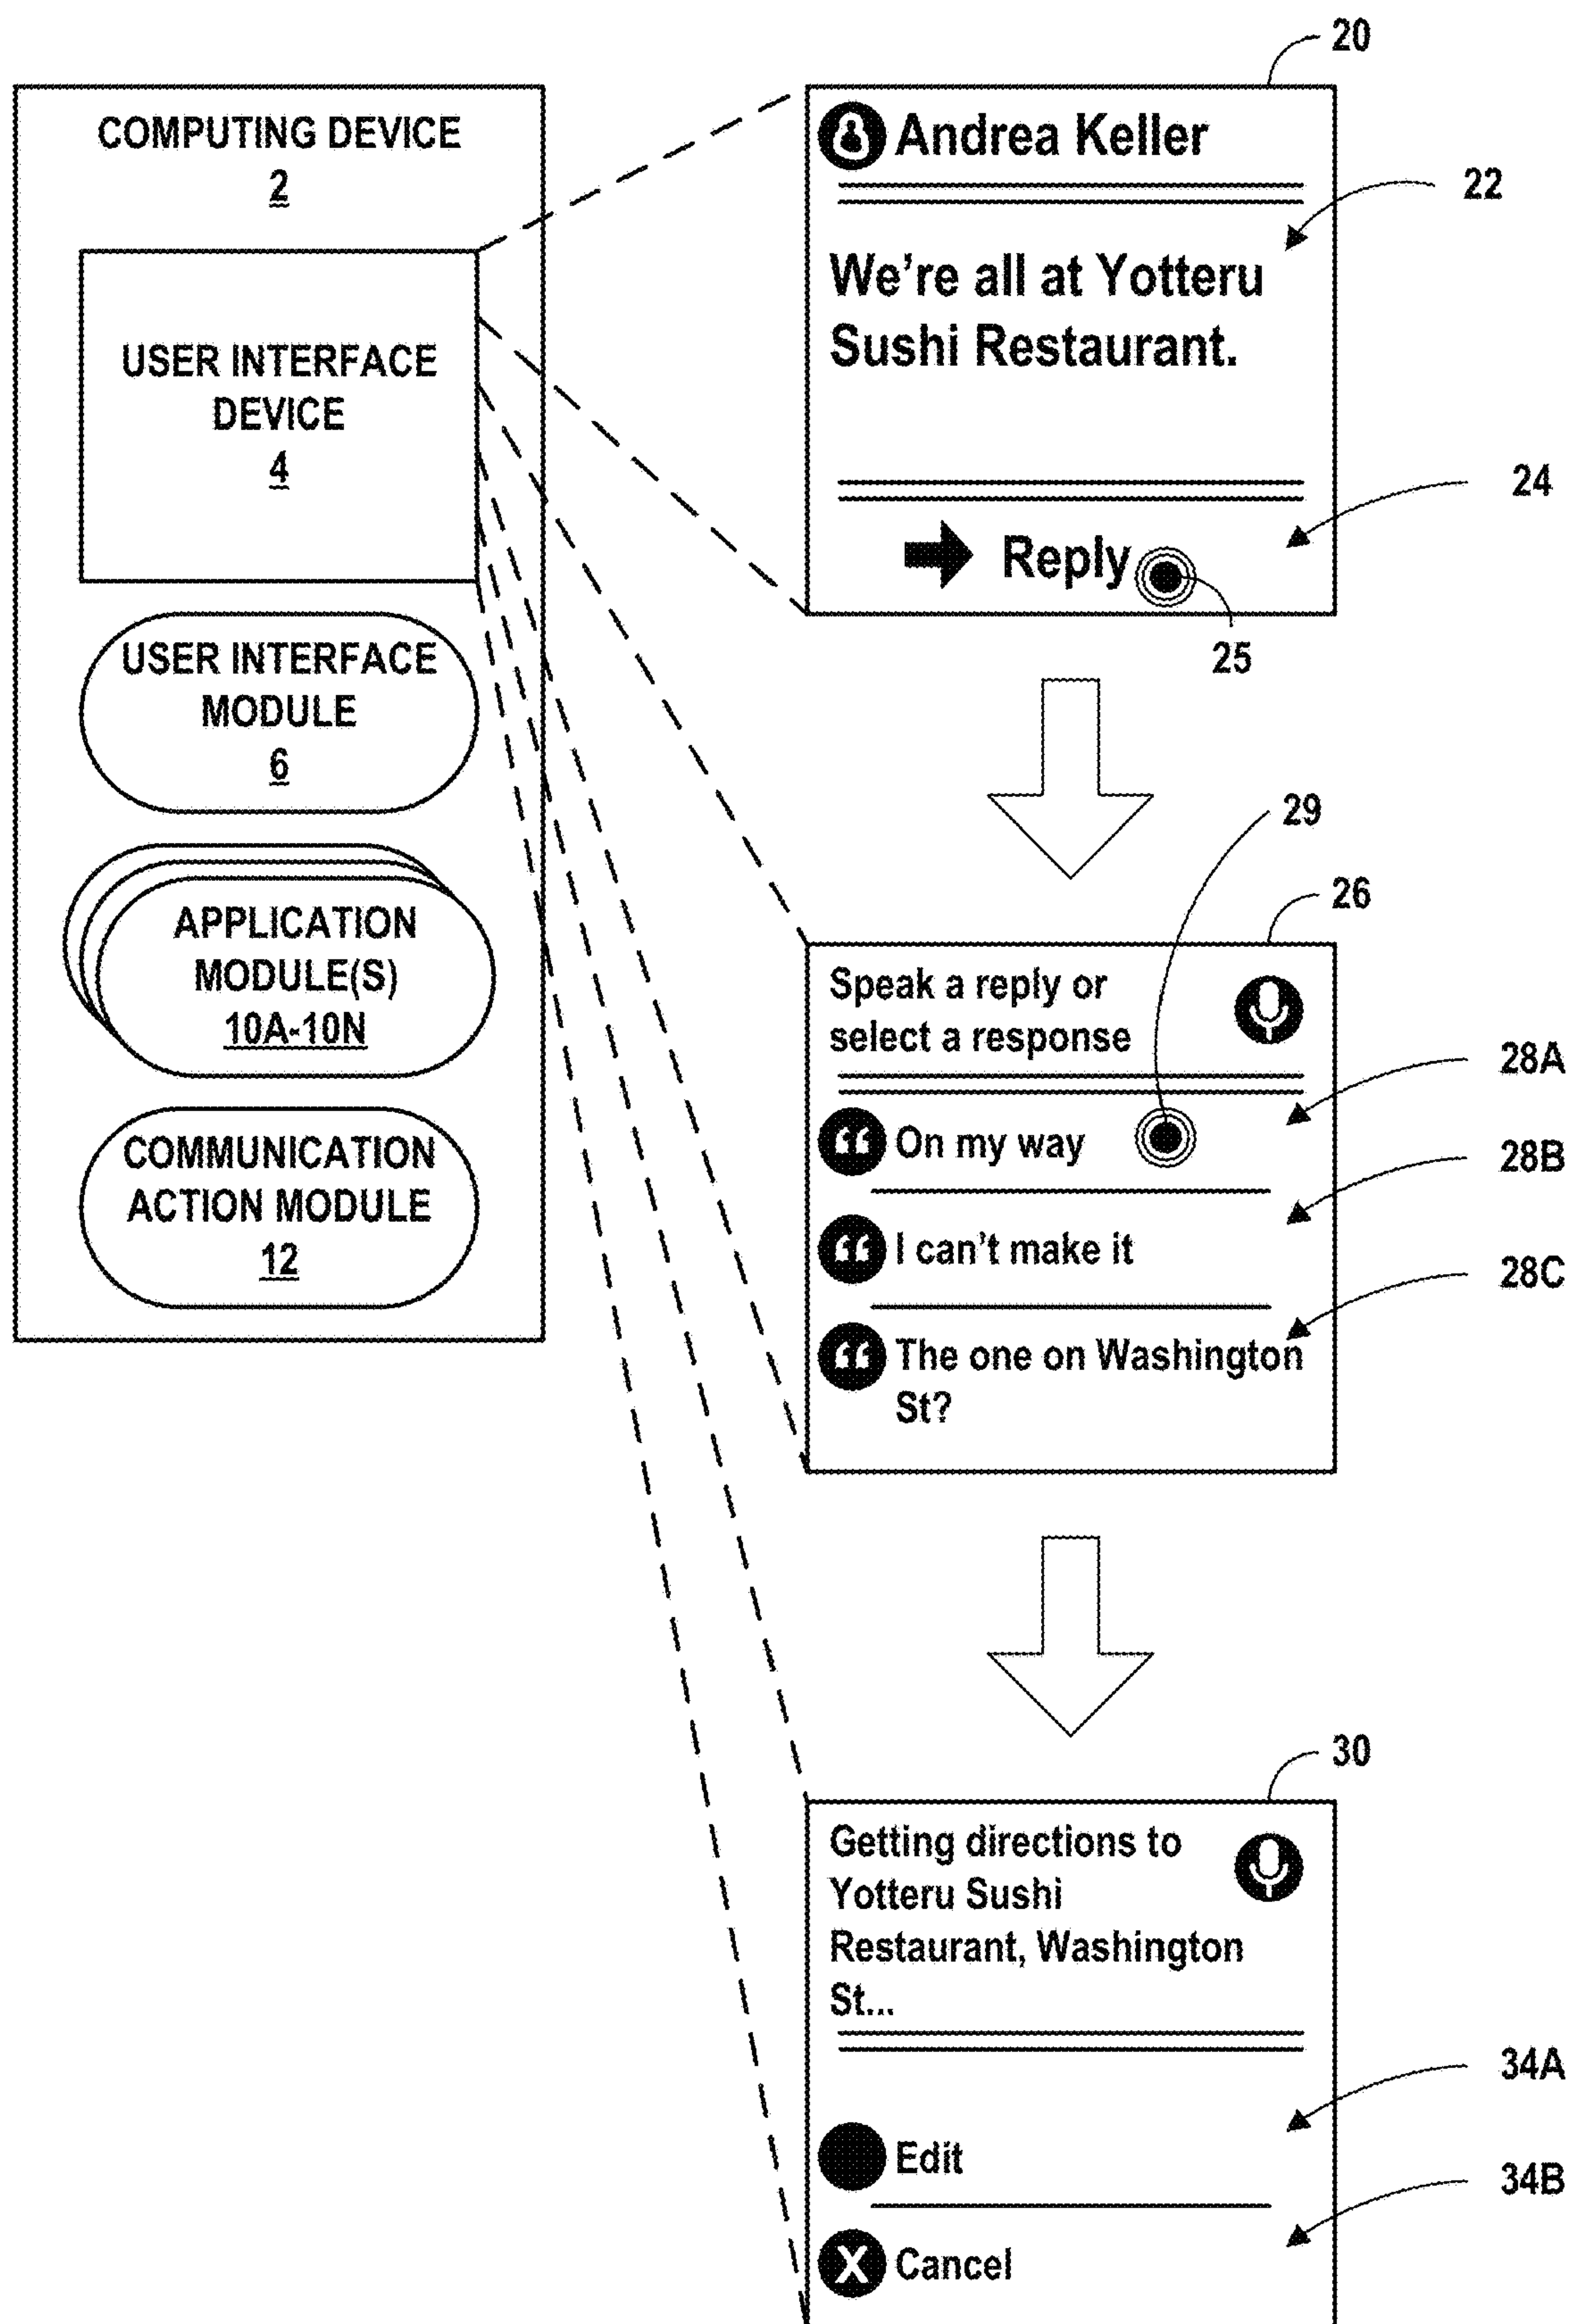 COMPUTING DEVICE
2
USER INTERFACE
DEVICE
4
USER INTERFACE
MODULE
6
APPLICATION
MODULE(S)
10A-10N
COMMUNICATION
ACTION MODULE
12
20
Andrea Keller
22
We're all at Yotteru
Sushi Restaurant.
24
Reply
25
29
26
Speak a reply or
select a response
28A
On my way
28B
I can't make it
28C
The one on Washington
St?
30
Getting directions to
Yotteru Sushi
Restaurant, Washington
St...
34A
Edit
34B
X Cancel